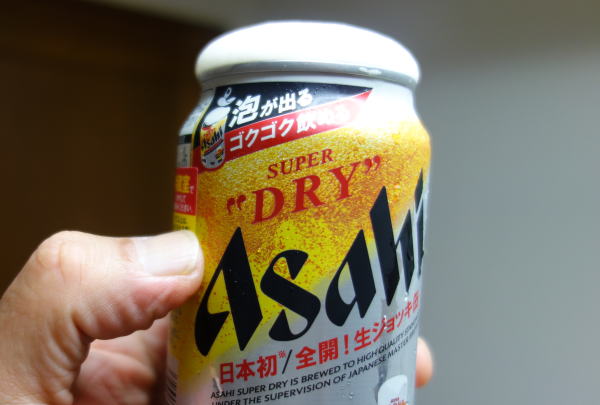 泡が出る
ゴクゴク飲める
Asahi
SUPER
"DRY"
Asahi
日本初※/全開!生ジョッキ缶
ASAHI SUPER DRY IS BREWED TO HIGH QUALITY
UNDER THE SUPERVISION OF JAPANESE MASTER